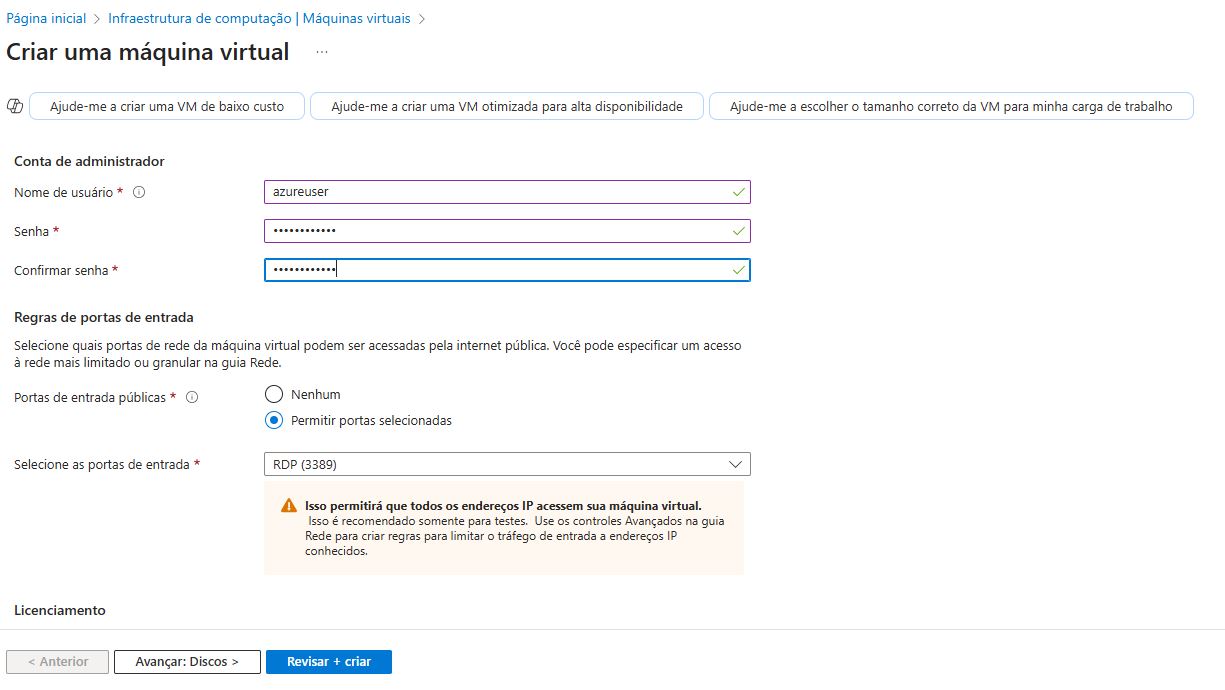 Página inicial > Infraestrutura de computação | Máquinas virtuais >
Criar uma máquina virtual ...
Ajude-me a criar uma VM de baixo custo
Ajude-me a criar uma VM otimizada para alta disponibilidade
Ajude-me a escolher o tamanho correto da VM para minha carga de trabalho
Conta de administrador
Nome de usuário *
azureuser
Senha *
••••••••••••
Confirmar senha *
••••••••••••
Regras de portas de entrada
Selecione quais portas de rede da máquina virtual podem ser acessadas pela internet pública. Você pode especificar um acesso
à rede mais limitado ou granular na guia Rede.
Portas de entrada públicas *
Nenhum
Permitir portas selecionadas
Selecione as portas de entrada *
RDP (3389)
Isso permitirá que todos os endereços IP acessem sua máquina virtual.
Isso é recomendado somente para testes. Use os controles Avançados na guia
Rede para criar regras para limitar o tráfego de entrada a endereços IP
conhecidos.
Licenciamento
< Anterior
Avançar: Discos >
Revisar + criar